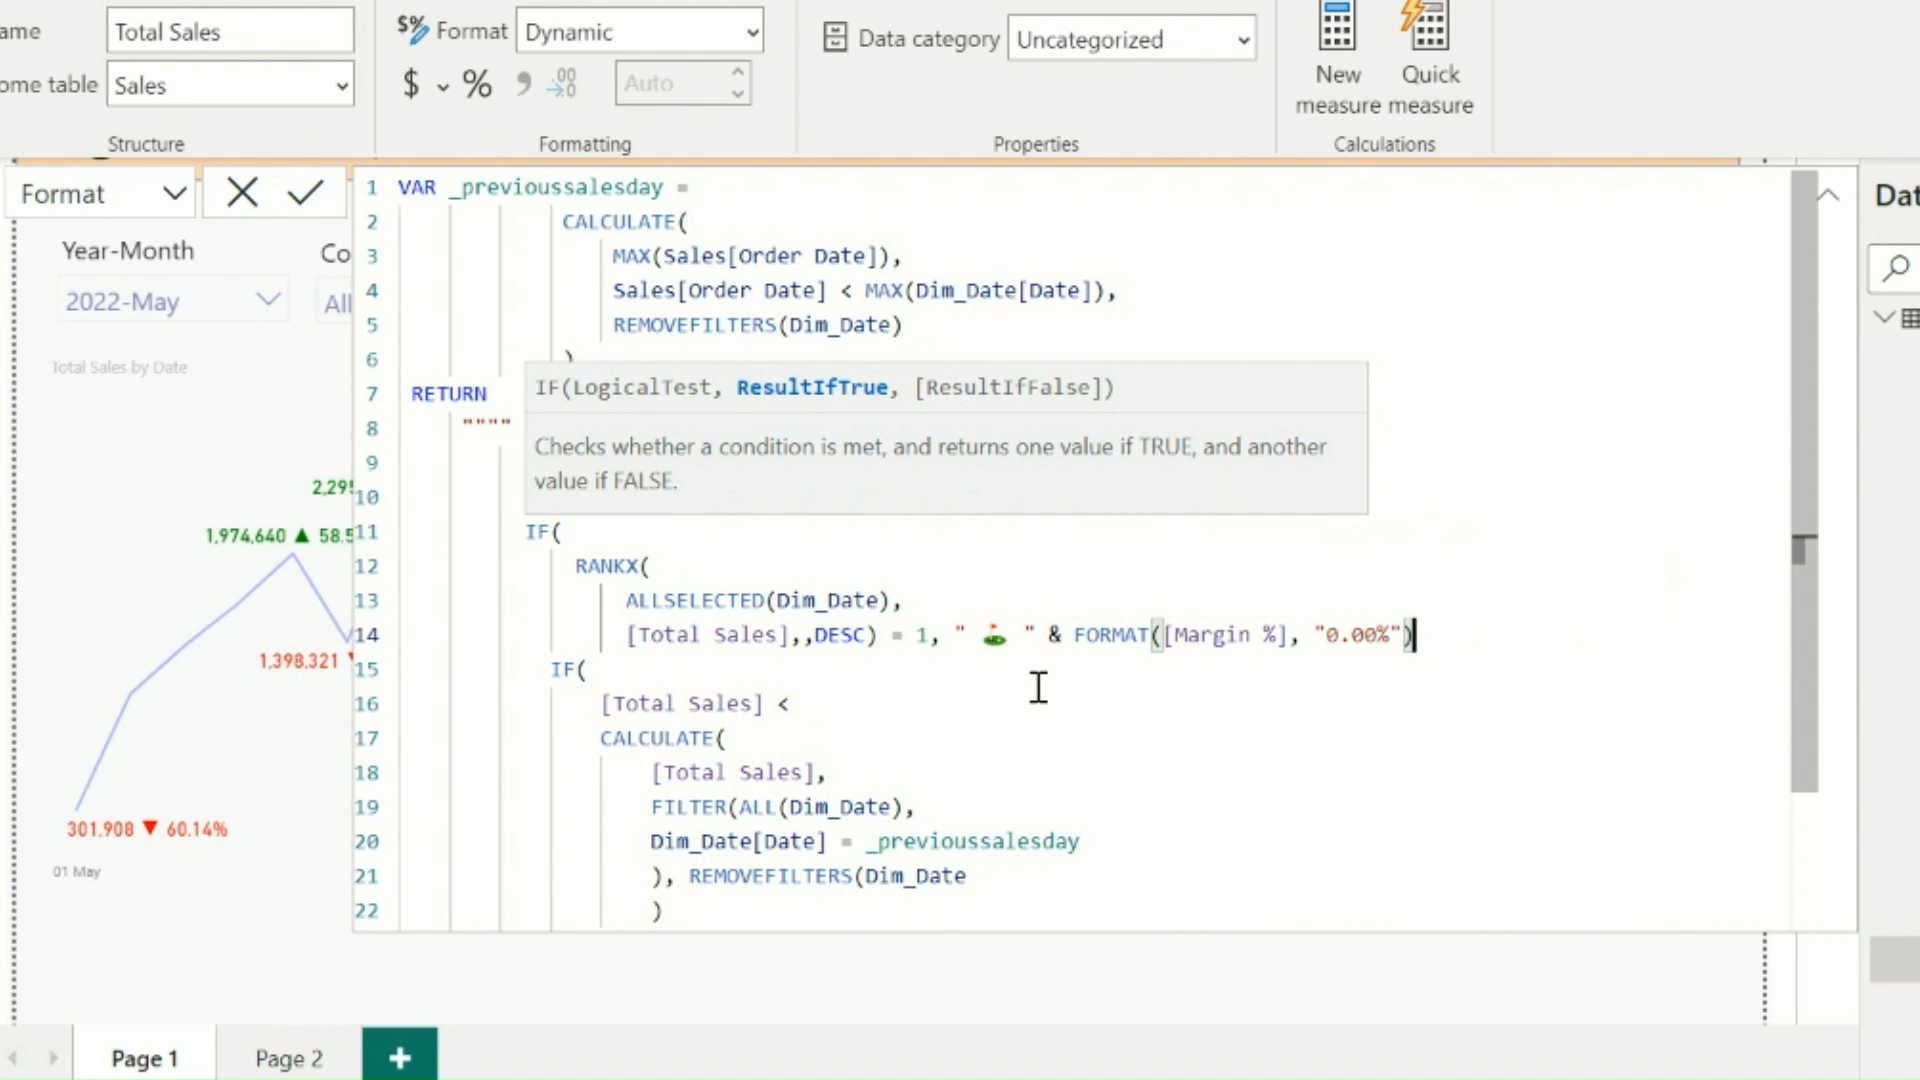 ame Total Sales
Format Dynamic
Data category Uncategorized
New measure
Quick measure
ome table Sales
$ % Auto
Structure
Formatting
Properties
Calculations
Format
Dat
Year-Month
Co
2022-May
All
Total Sales by Date
2,295
1,974,640 ▲ 58.5
1,398,321 ▼
301,908 ▼ 60.14%
01 May
1 VAR _previoussalesday =
2 CALCULATE(
3 MAX(Sales[Order Date]),
4 Sales[Order Date] < MAX(Dim_Date[Date]),
5 REMOVEFILTERS(Dim_Date)
6 )
7 RETURN
8 """"
9
10
IF(LogicalTest, ResultIfTrue, [ResultIfFalse])
Checks whether a condition is met, and returns one value if TRUE, and another
value if FALSE.
11 IF(
12 RANKX(
13 ALLSELECTED(Dim_Date),
14 [Total Sales],,DESC) = 1, " ⛳ " & FORMAT([Margin %], "0.00%")
15 IF(
16 [Total Sales] <
17 CALCULATE(
18 [Total Sales],
19 FILTER(ALL(Dim_Date),
20 Dim_Date[Date] = _previoussalesday
21 ), REMOVEFILTERS(Dim_Date
22 )
Page 1
Page 2
+